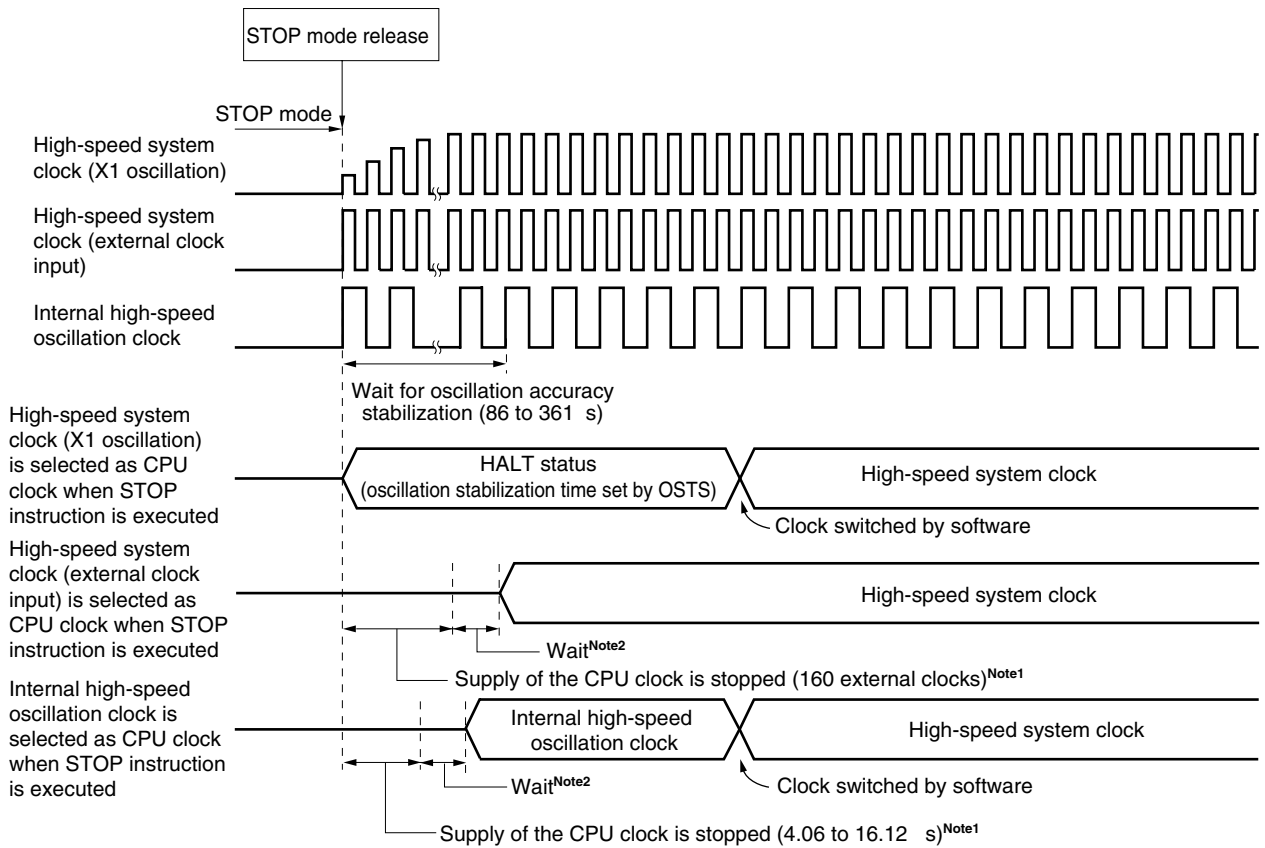 STOP mode release
STOP mode
High-speed system
clock (X1 oscillation)
High-speed system
clock (external clock
input)
Internal high-speed
oscillation clock
Wait for oscillation accuracy
stabilization (86 to 361 s)
High-speed system
clock (X1 oscillation)
is selected as CPU
clock when STOP
instruction is executed
HALT status
(oscillation stabilization time set by OSTS)
High-speed system clock
Clock switched by software
High-speed system
clock (external clock
input) is selected as
CPU clock when STOP
instruction is executed
High-speed system clock
Wait Note2
Supply of the CPU clock is stopped (160 external clocks) Note1
Internal high-speed
oscillation clock is
selected as CPU clock
when STOP instruction
is executed
Internal high-speed
oscillation clock
High-speed system clock
Wait Note2
Clock switched by software
Supply of the CPU clock is stopped (4.06 to 16.12 s) Note1